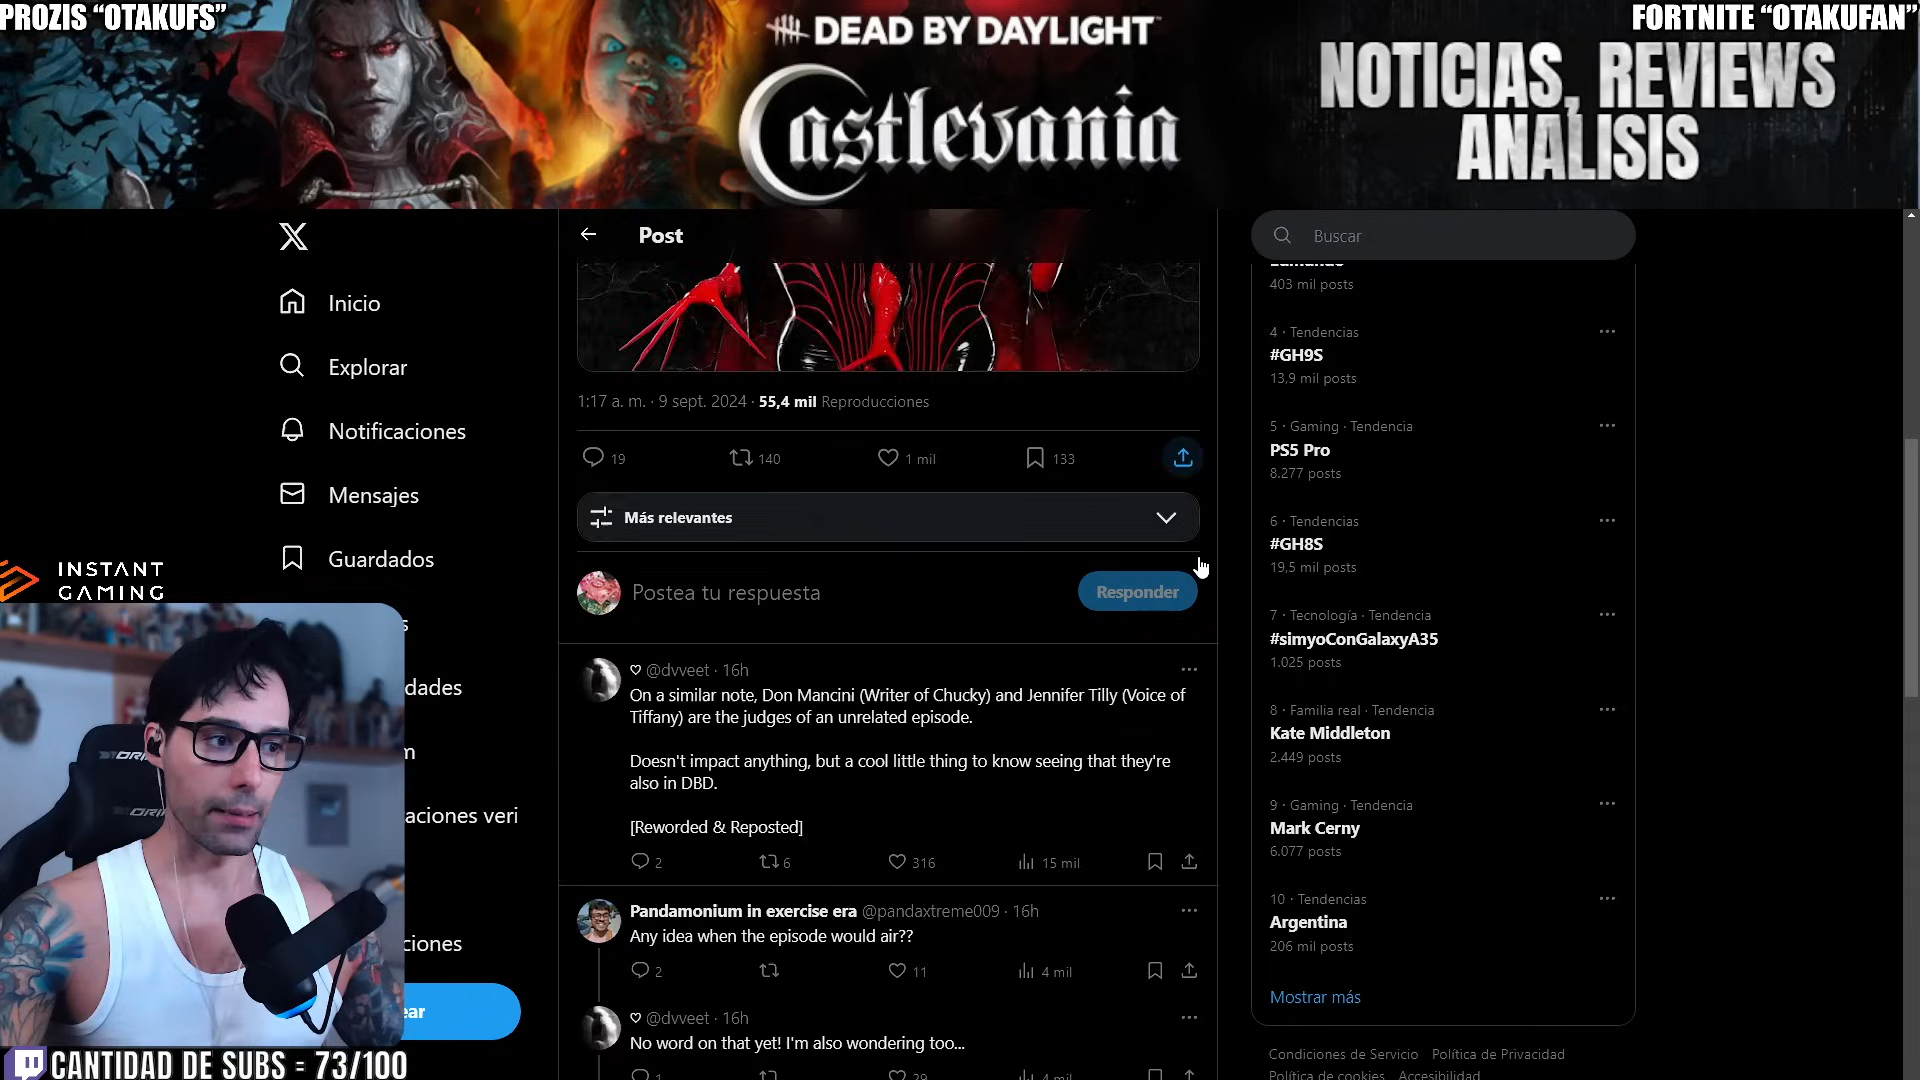 PROZIS “OTAKUFS”
DEAD BY DAYLIGHT
Castlevania
FORTNITE “OTAKUFAN”
NOTICIAS, REVIEWS
ANALISIS
Inicio
Explorar
Notificaciones
Mensajes
Guardados
INSTANT
GAMING
s
dades
m
aciones veri
ciones
ear
CANTIDAD DE SUBS = 73/100
Post
1:17 a. m. · 9 sept. 2024 · 55,4 mil Reproducciones
19 140 1 mil 133
Más relevantes
Postea tu respuesta
Responder
@dvveet · 16h
On a similar note, Don Mancini (Writer of Chucky) and Jennifer Tilly (Voice of
Tiffany) are the judges of an unrelated episode.
Doesn't impact anything, but a cool little thing to know seeing that they're
also in DBD.
[Reworded & Reposted]
2 6 316 15 mil
Pandamonium in exercise era @pandaxtreme009 · 16h
Any idea when the episode would air??
2 11 4 mil
@dvveet · 16h
No word on that yet! I'm also wondering too...
1 29 4 mil
Buscar
403 mil posts
4 · Tendencias
#GH9S
13,9 mil posts
5 · Gaming · Tendencia
PS5 Pro
8.277 posts
6 · Tendencias
#GH8S
19,5 mil posts
7 · Tecnología · Tendencia
#simyoConGalaxyA35
1.025 posts
8 · Familia real · Tendencia
Kate Middleton
2.449 posts
9 · Gaming · Tendencia
Mark Cerny
6.077 posts
10 · Tendencias
Argentina
206 mil posts
Mostrar más
Condiciones de Servicio Política de Privacidad
Política de cookies Accesibilidad